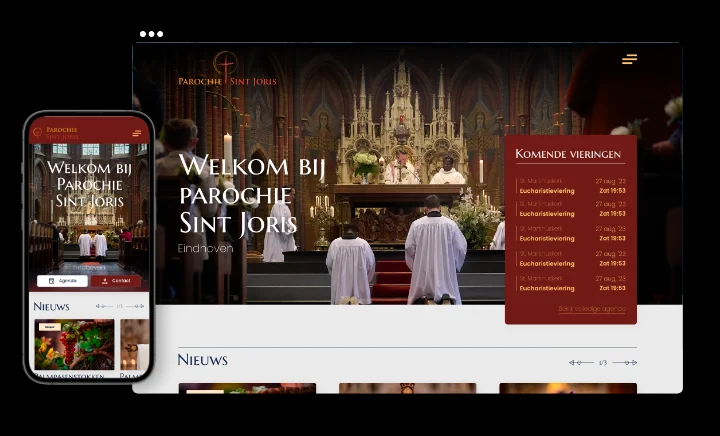 Parochie Sint Joris
Welkom bij
parochie
Sint Joris
Eindhoven
Komende vieringen
St. Martinuskerk 27 aug. '23
Eucharistieviering Zat 19:53
St. Martinuskerk 27 aug. '23
Eucharistieviering Zat 19:53
St. Martinuskerk 27 aug. '23
Eucharistieviering Zat 19:53
St. Martinuskerk 27 aug. '23
Eucharistieviering Zat 19:53
St. Martinuskerk 27 aug. '23
Eucharistieviering Zat 19:53
Bekijk volledige agenda
Nieuws
1/3
Parochie
Sint Joris
Welkom bij
Parochie
Sint Joris
Eindhoven
Agenda Contact
Nieuws 1/3